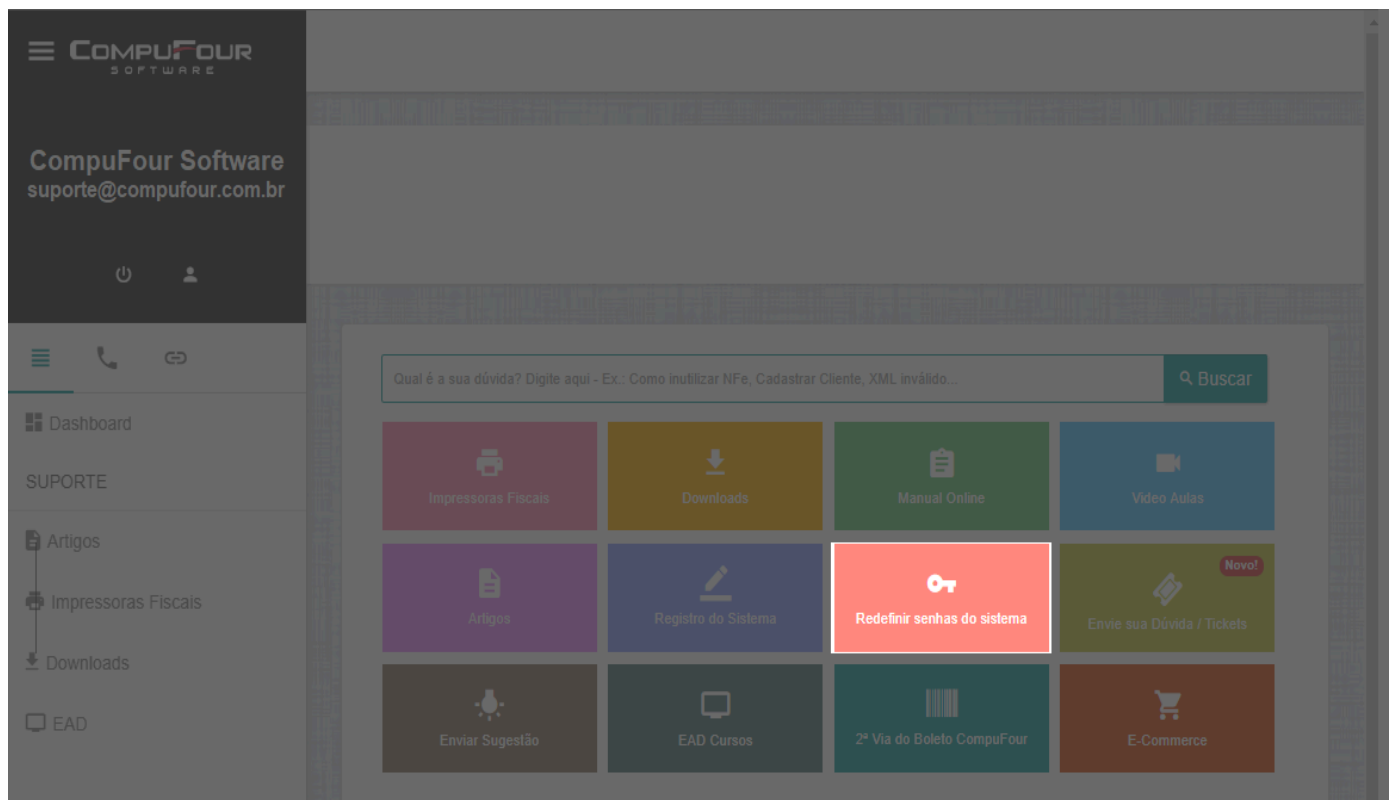 COMPUFOUR
SOFTWARE
CompuFour Software
suporte@compufour.com.br
Dashboard
SUPORTE
Artigos
Impressoras Fiscais
Downloads
EAD
Qual é a sua dúvida? Digite aqui - Ex.: Como inutilizar NFe, Cadastrar Cliente, XML inválido...
Buscar
Impressoras Fiscais
Downloads
Manual Online
Video Aulas
Artigos
Registro do Sistema
Redefinir senhas do sistema
Novo!
Envie sua Dúvida / Tickets
Enviar Sugestão
EAD Cursos
2ª Via do Boleto CompuFour
E-Commerce